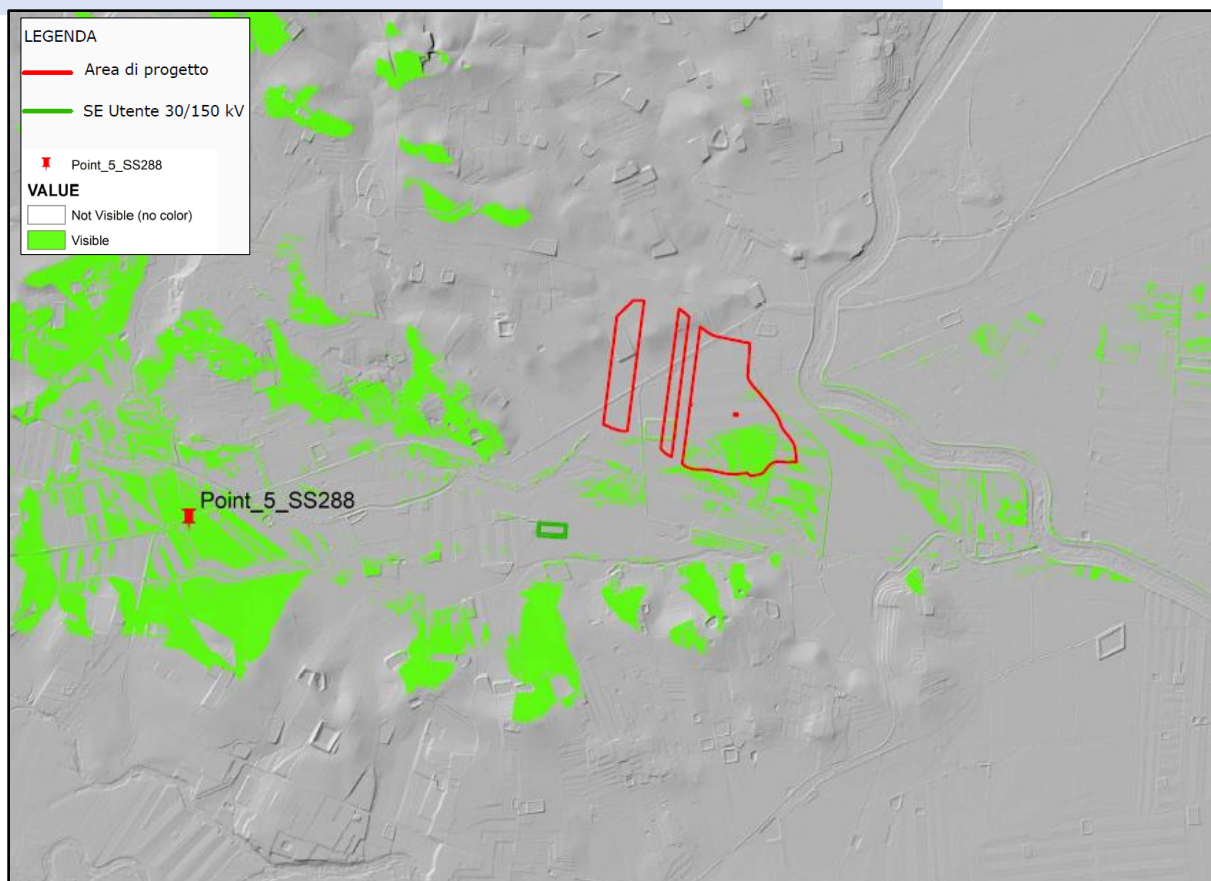 LEGENDA
Area di progetto
SE Utente 30/150 kV
Point_5_SS288
VALUE
Not Visible (no color)
Visible
Point_5_SS288